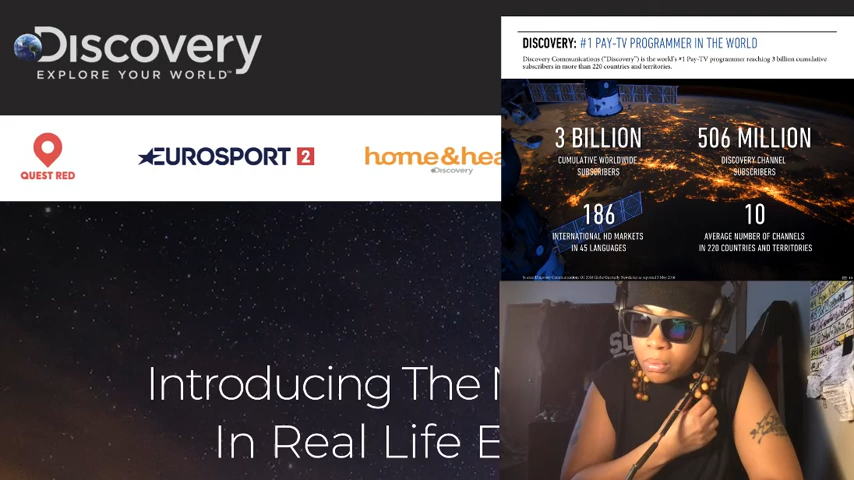 Discovery
EXPLORE YOUR WORLD™
QUEST RED
EUROSPORT 2
home&hea
Discovery
Introducing The
In Real Life E
DISCOVERY: #1 PAY-TV PROGRAMMER IN THE WORLD
Discovery Communications ("Discovery") is the world's #1 Pay-TV programmer reaching 3 billion cumulative
subscribers in more than 220 countries and territories.
3 BILLION
CUMULATIVE WORLDWIDE
SUBSCRIBERS
506 MILLION
DISCOVERY CHANNEL
SUBSCRIBERS
186
INTERNATIONAL HD MARKETS
IN 45 LANGUAGES
10
AVERAGE NUMBER OF CHANNELS
IN 220 COUNTRIES AND TERRITORIES